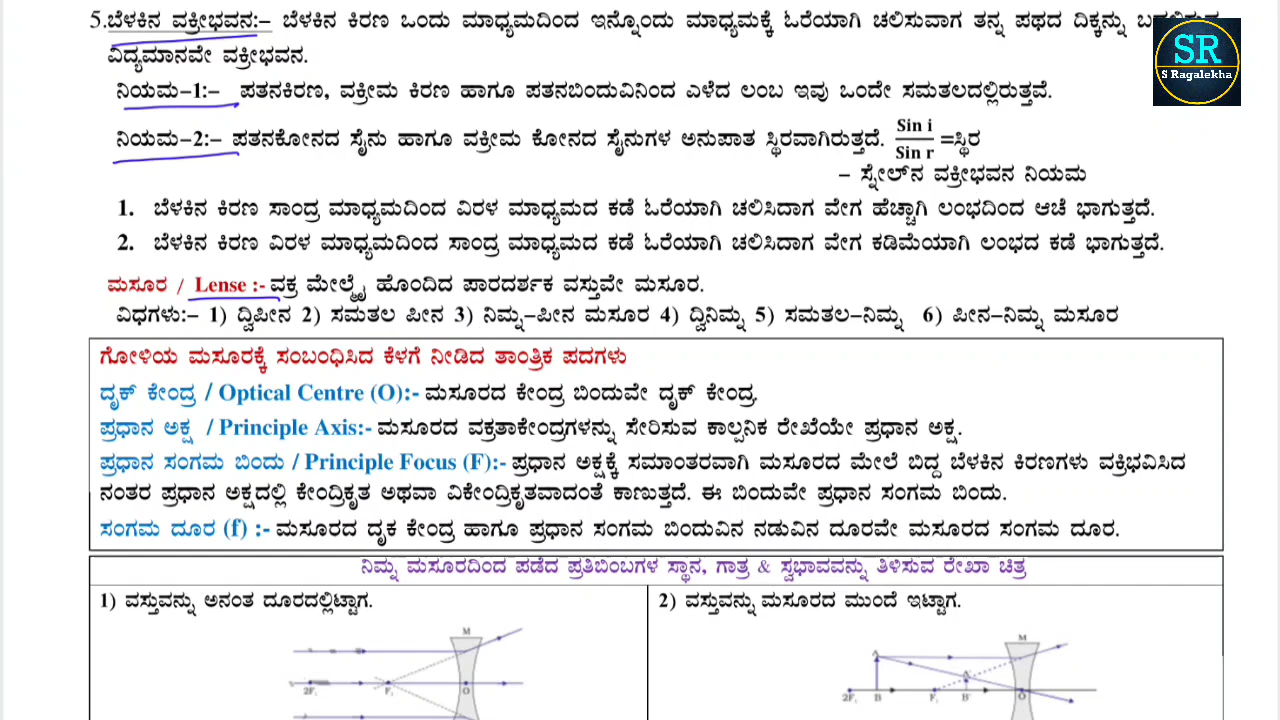 5.ಬೆಳಕಿನ ವಕ್ರೀಭವನ:– ಬೆಳಕಿನ ಕಿರಣ ಒಂದು ಮಾಧ್ಯಮದಿಂದ ಇನ್ನೊಂದು ಮಾಧ್ಯಮಕ್ಕೆ ಓರೆಯಾಗಿ ಚಲಿಸುವಾಗ ತನ್ನ ಪಥದ ದಿಕ್ಕನ್ನು
ವಿದ್ಯಮಾನವೇ ವಕ್ರೀಭವನ.
SR
S Ragalekha
ನಿಯಮ–1:– ಪತನಕಿರಣ, ವಕ್ರೀಮ ಕಿರಣ ಹಾಗೂ ಪತನಬಿಂದುವಿನಿಂದ ಎಳೆದ ಲಂಬ ಇವು ಒಂದೇ ಸಮತಲದಲ್ಲಿರುತ್ತವೆ.
ನಿಯಮ–2:– ಪತನಕೋನದ ಸೈನು ಹಾಗೂ ವಕ್ರೀಮ ಕೋನದ ಸೈನುಗಳ ಅನುಪಾತ ಸ್ಥಿರವಾಗಿರುತ್ತದೆ. Sin i / Sin r =ಸ್ಥಿರ
– ಸ್ನೇಲ್‌ನ ವಕ್ರೀಭವನ ನಿಯಮ
1. ಬೆಳಕಿನ ಕಿರಣ ಸಾಂದ್ರ ಮಾಧ್ಯಮದಿಂದ ವಿರಳ ಮಾಧ್ಯಮದ ಕಡೆ ಓರೆಯಾಗಿ ಚಲಿಸಿದಾಗ ವೇಗ ಹೆಚ್ಚಾಗಿ ಲಂಭದಿಂದ ಆಚೆ ಭಾಗುತ್ತದೆ.
2. ಬೆಳಕಿನ ಕಿರಣ ವಿರಳ ಮಾಧ್ಯಮದಿಂದ ಸಾಂದ್ರ ಮಾಧ್ಯಮದ ಕಡೆ ಓರೆಯಾಗಿ ಚಲಿಸಿದಾಗ ವೇಗ ಕಡಿಮೆಯಾಗಿ ಲಂಭದ ಕಡೆ ಭಾಗುತ್ತದೆ.
ಮಸೂರ / Lense :- ವಕ್ರ ಮೇಲ್ಮೈ ಹೊಂದಿದ ಪಾರದರ್ಶಕ ವಸ್ತುವೇ ಮಸೂರ.
ವಿಧಗಳು:– 1) ದ್ವಿಪೀನ 2) ಸಮತಲ ಪೀನ 3) ನಿಮ್ನ–ಪೀನ ಮಸೂರ 4) ದ್ವಿನಿಮ್ನ 5) ಸಮತಲ–ನಿಮ್ನ 6) ಪೀನ–ನಿಮ್ನ ಮಸೂರ
ಗೋಳಿಯ ಮಸೂರಕ್ಕೆ ಸಂಬಂಧಿಸಿದ ಕೆಳಗೆ ನೀಡಿದ ತಾಂತ್ರಿಕ ಪದಗಳು
ದೃಕ್ ಕೇಂದ್ರ / Optical Centre (O):- ಮಸೂರದ ಕೇಂದ್ರ ಬಿಂದುವೇ ದೃಕ್ ಕೇಂದ್ರ.
ಪ್ರಧಾನ ಅಕ್ಷ / Principle Axis:- ಮಸೂರದ ವಕ್ರತಾಕೇಂದ್ರಗಳನ್ನು ಸೇರಿಸುವ ಕಾಲ್ಪನಿಕ ರೇಖೆಯೇ ಪ್ರಧಾನ ಅಕ್ಷ.
ಪ್ರಧಾನ ಸಂಗಮ ಬಿಂದು / Principle Focus (F):- ಪ್ರಧಾನ ಅಕ್ಷಕ್ಕೆ ಸಮಾಂತರವಾಗಿ ಮಸೂರದ ಮೇಲೆ ಬಿದ್ದ ಬೆಳಕಿನ ಕಿರಣಗಳು ವಕ್ರಿಭವಿಸಿದ
ನಂತರ ಪ್ರಧಾನ ಅಕ್ಷದಲ್ಲಿ ಕೇಂದ್ರಿಕೃತ ಅಥವಾ ವಿಕೇಂದ್ರಿಕೃತವಾದಂತೆ ಕಾಣುತ್ತದೆ. ಈ ಬಿಂದುವೇ ಪ್ರಧಾನ ಸಂಗಮ ಬಿಂದು.
ಸಂಗಮ ದೂರ (f) :- ಮಸೂರದ ದೃಕ ಕೇಂದ್ರ ಹಾಗೂ ಪ್ರಧಾನ ಸಂಗಮ ಬಿಂದುವಿನ ನಡುವಿನ ದೂರವೇ ಮಸೂರದ ಸಂಗಮ ದೂರ.
ನಿಮ್ನ ಮಸೂರದಿಂದ ಪಡೆದ ಪ್ರತಿಬಿಂಬಗಳ ಸ್ಥಾನ, ಗಾತ್ರ & ಸ್ವಭಾವವನ್ನು ತಿಳಿಸುವ ರೇಖಾ ಚಿತ್ರ
1) ವಸ್ತುವನ್ನು ಅನಂತ ದೂರದಲ್ಲಿಟ್ಟಾಗ.
2) ವಸ್ತುವನ್ನು ಮಸೂರದ ಮುಂದೆ ಇಟ್ಟಾಗ.
M
2F₁ F₁ O
M
A A'
2F₁ B F₁ B' O